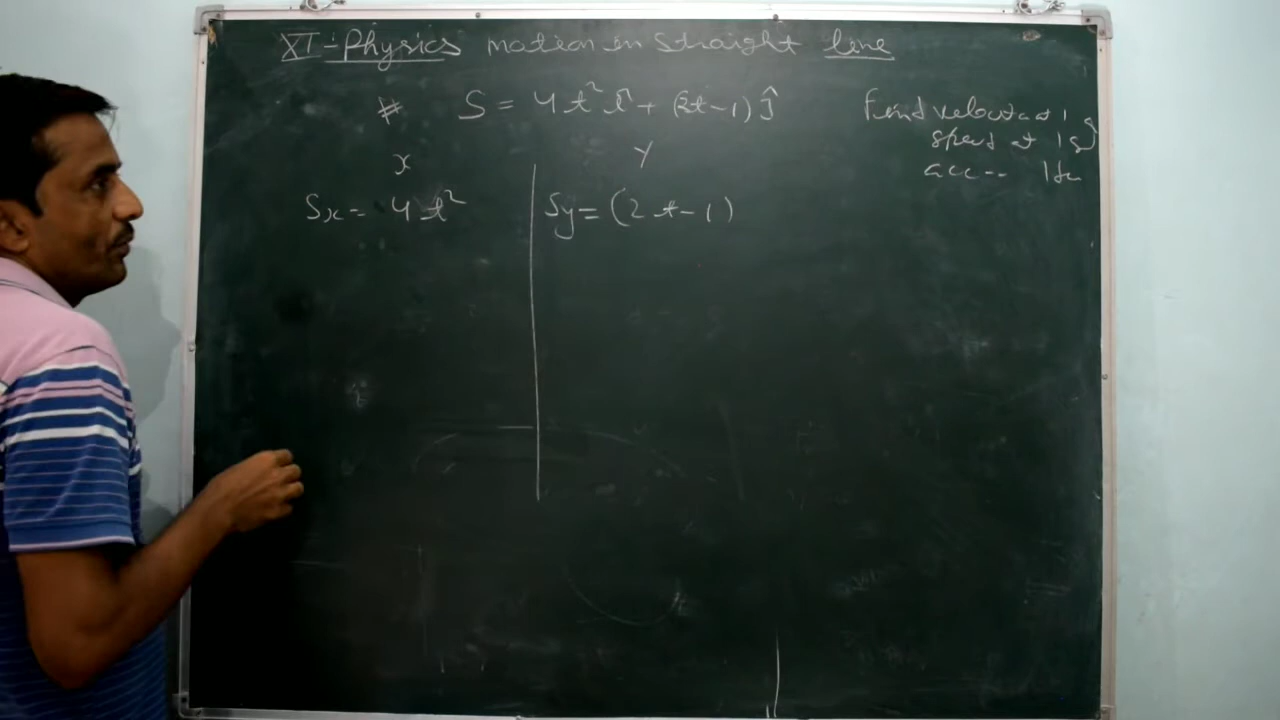 XI - Physics motion in straight line
# S = 4t² î + (2t-1) ĵ
Find velocity at 1 s
speed at 1 s
acc -- 1 sec
x
Y
Sx = 4t²
Sy = (2t-1)